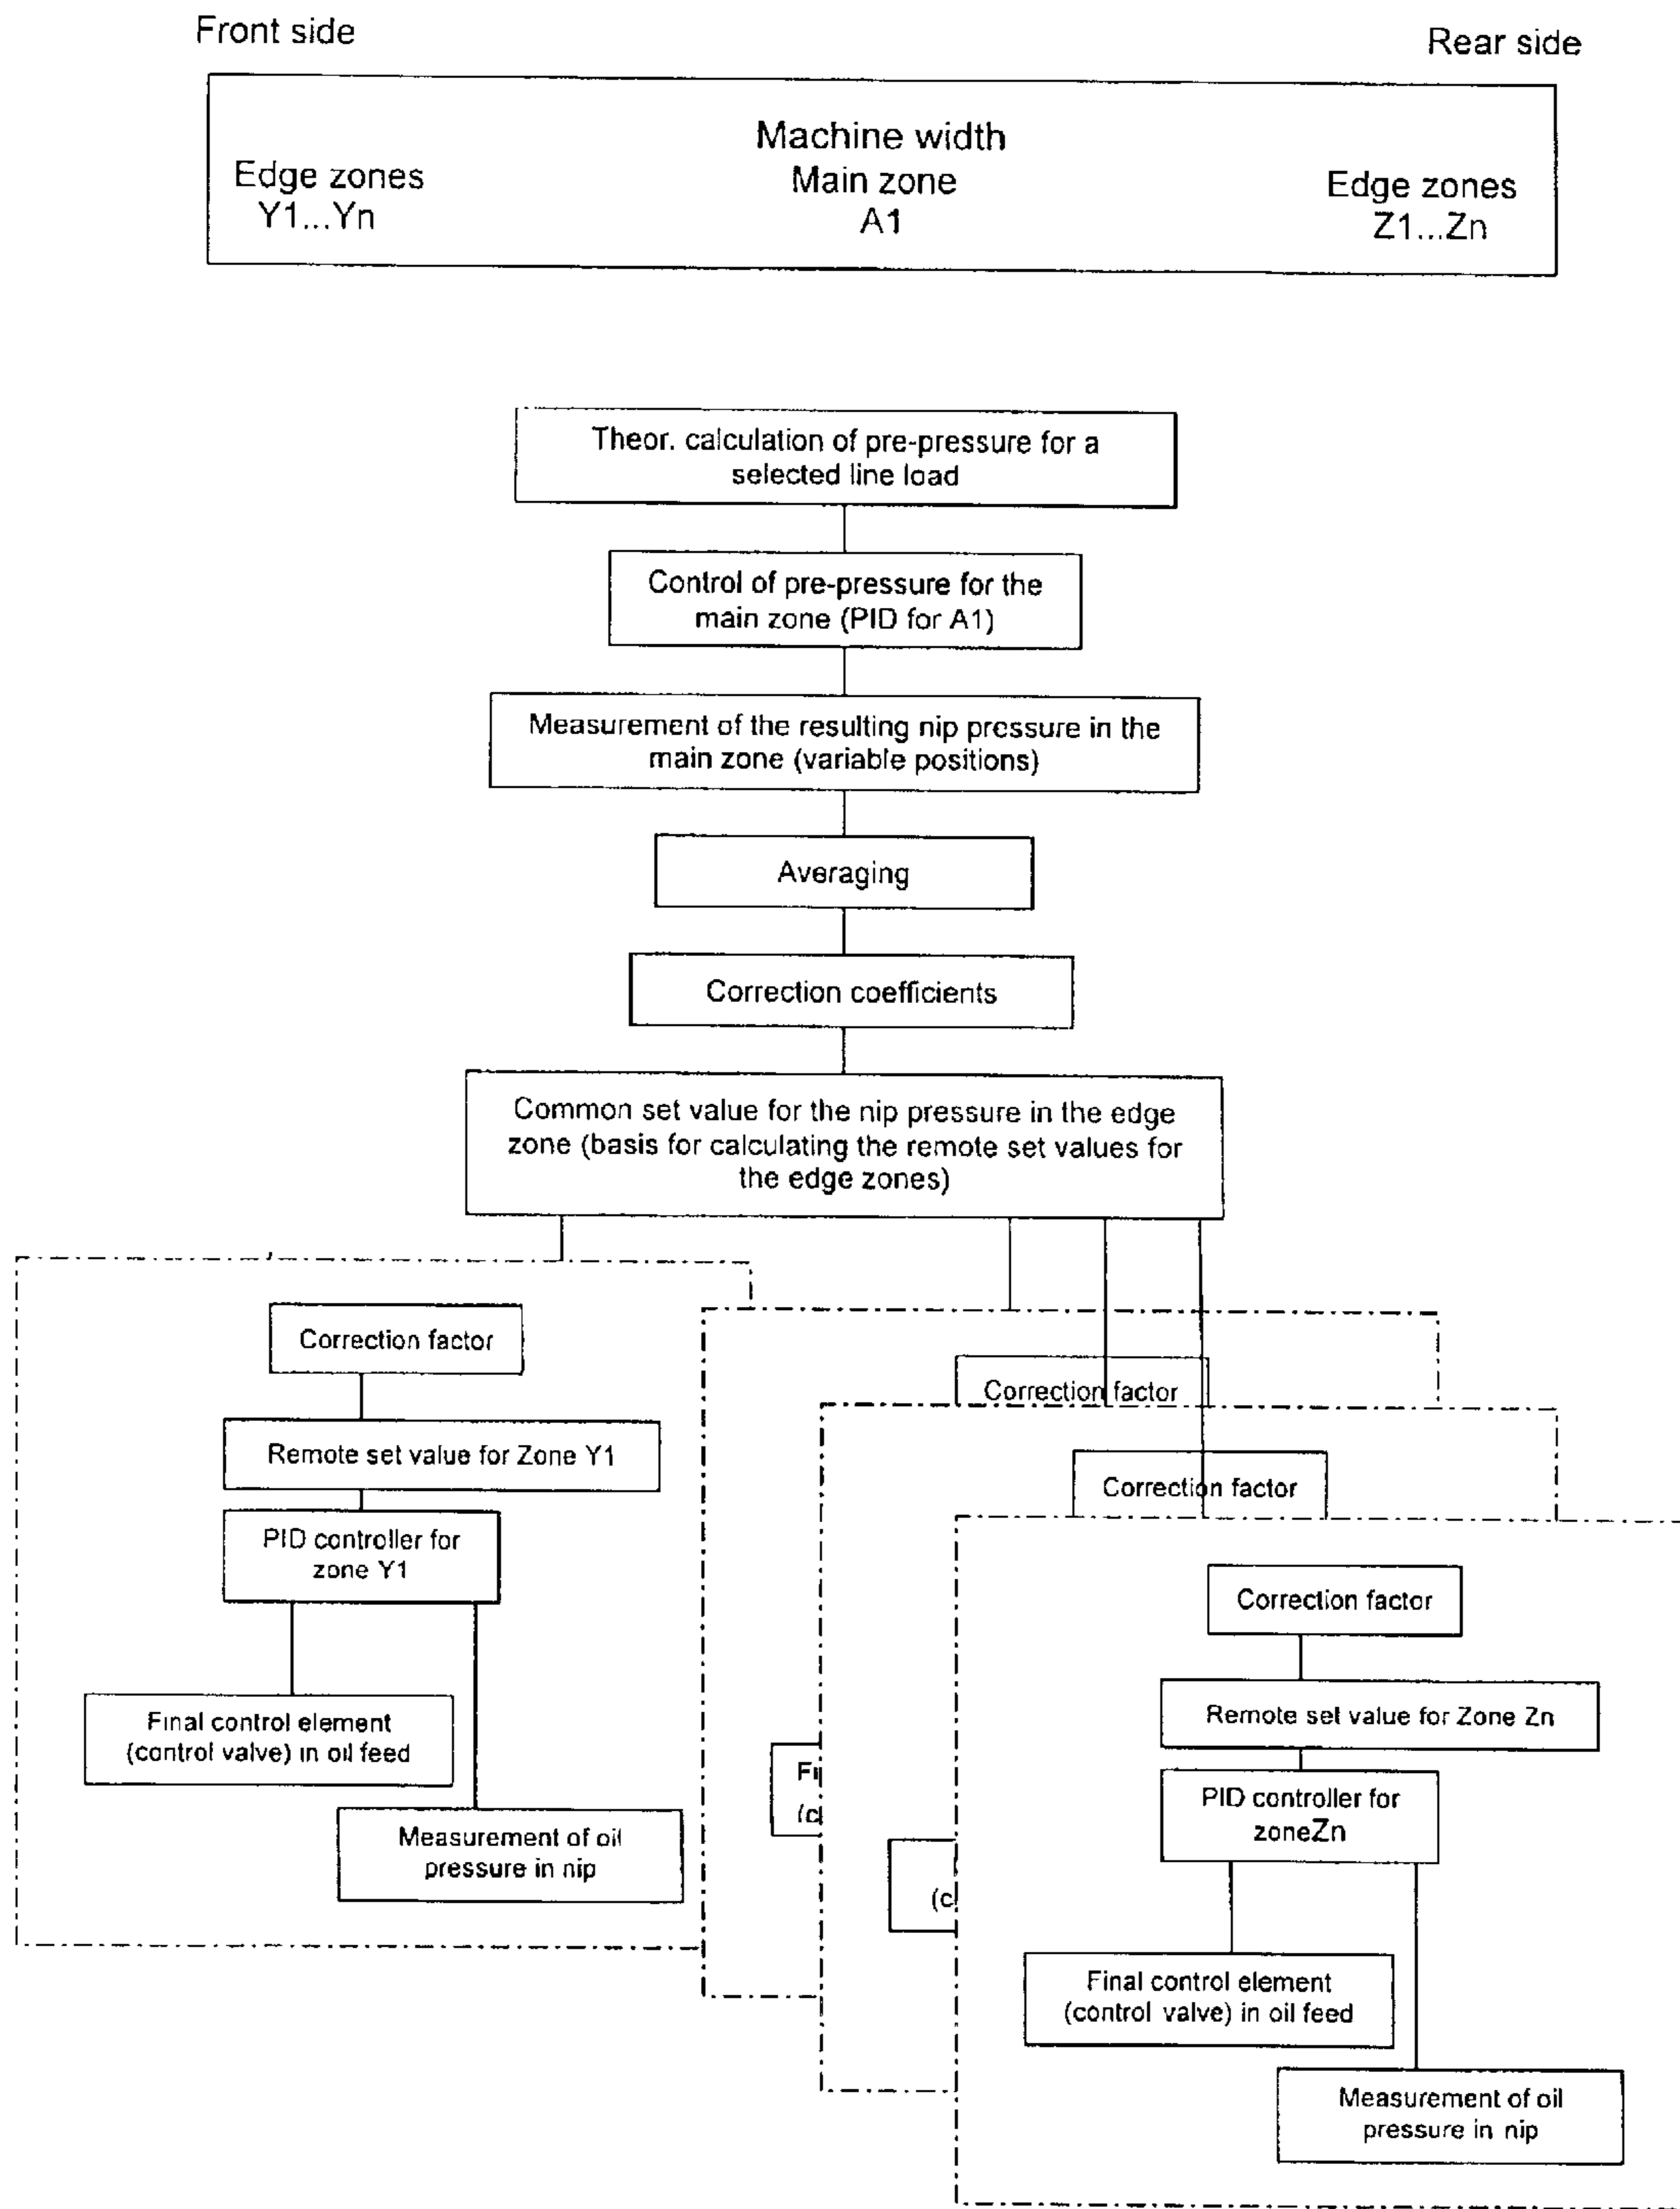 Front side
Rear side
Machine width
Edge zones
Main zone
Edge zones
Y1...Yn
A1
Z1...Zn
Theor. calculation of pre-pressure for a
selected line load
Control of pre-pressure for the
main zone (PID for A1)
Measurement of the resulting nip pressure in the
main zone (variable positions)
Averaging
Correction coefficients
Common set value for the nip pressure in the edge
zone (basis for calculating the remote set values for
the edge zones)
Correction factor
Remote set value for Zone Y1
PID controller for
zone Y1
Final control element
(control valve) in oil feed
Measurement of oil
pressure in nip
Correction factor
(c
Correction factor
(c
Correction factor
Remote set value for Zone Zn
PID controller for
zoneZn
Final control element
(control valve) in oil feed
Measurement of oil
pressure in nip